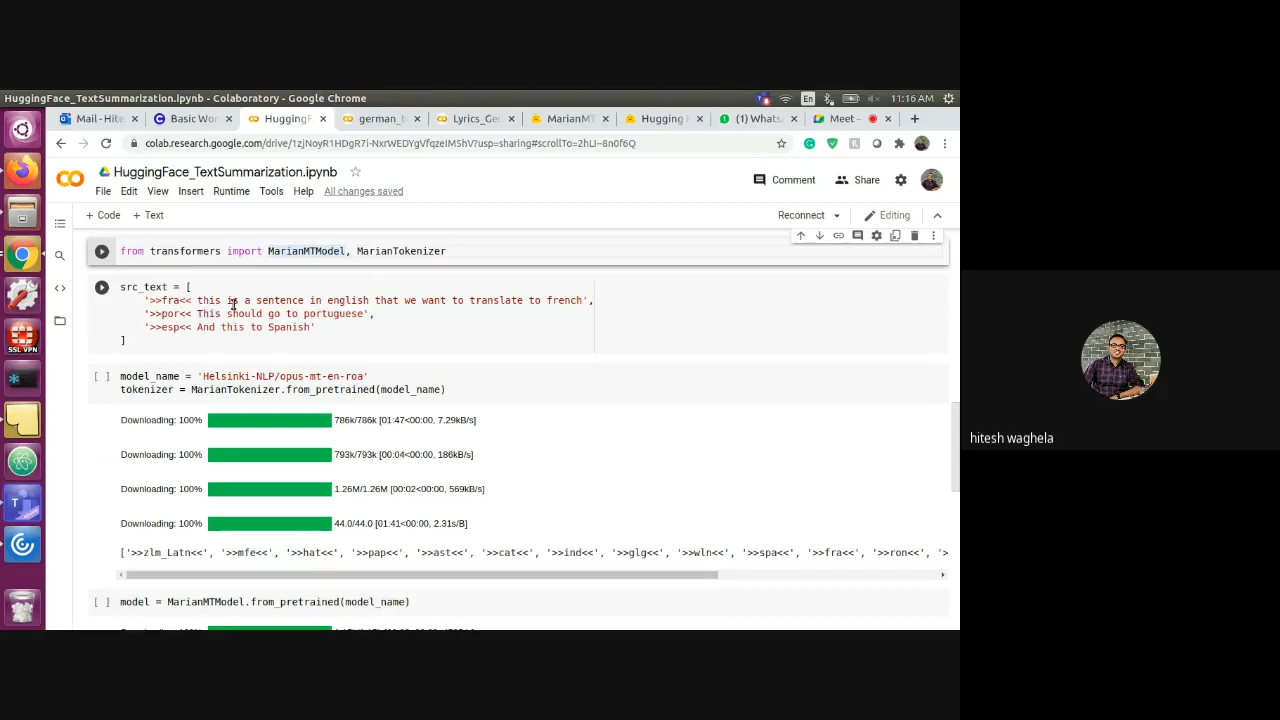 HuggingFace_TextSummarization.ipynb - Colaboratory - Google Chrome
En
11:16 AM
Mail - Hite
Basic Wor
HuggingF
german_t
Lyrics_Ge
MarianMT
Hugging F
(1) Whats
Meet –
colab.research.google.com/drive/1zjNoyR1HDgR7i-NxrWEDYgVfqzeIM5hV?usp=sharing#scrollTo=2hLI--8n0f6Q
HuggingFace_TextSummarization.ipynb
Comment
Share
File Edit View Insert Runtime Tools Help All changes saved
+ Code + Text
Reconnect
Editing
from transformers import MarianMTModel, MarianTokenizer
src_text = [
'>>fra<< this is a sentence in english that we want to translate to french',
'>>por<< This should go to portuguese',
'>>esp<< And this to Spanish'
]
[ ] model_name = 'Helsinki-NLP/opus-mt-en-roa'
tokenizer = MarianTokenizer.from_pretrained(model_name)
Downloading: 100% 786k/786k [01:47<00:00, 7.29kB/s]
Downloading: 100% 793k/793k [00:04<00:00, 186kB/s]
Downloading: 100% 1.26M/1.26M [00:02<00:00, 569kB/s]
Downloading: 100% 44.0/44.0 [01:41<00:00, 2.31s/B]
['>>zlm_Latn<<', '>>mfe<<', '>>hat<<', '>>pap<<', '>>ast<<', '>>cat<<', '>>ind<<', '>>glg<<', '>>wln<<', '>>spa<<', '>>fra<<', '>>ron<<', '>
[ ] model = MarianMTModel.from_pretrained(model_name)
SSL VPN
hitesh waghela